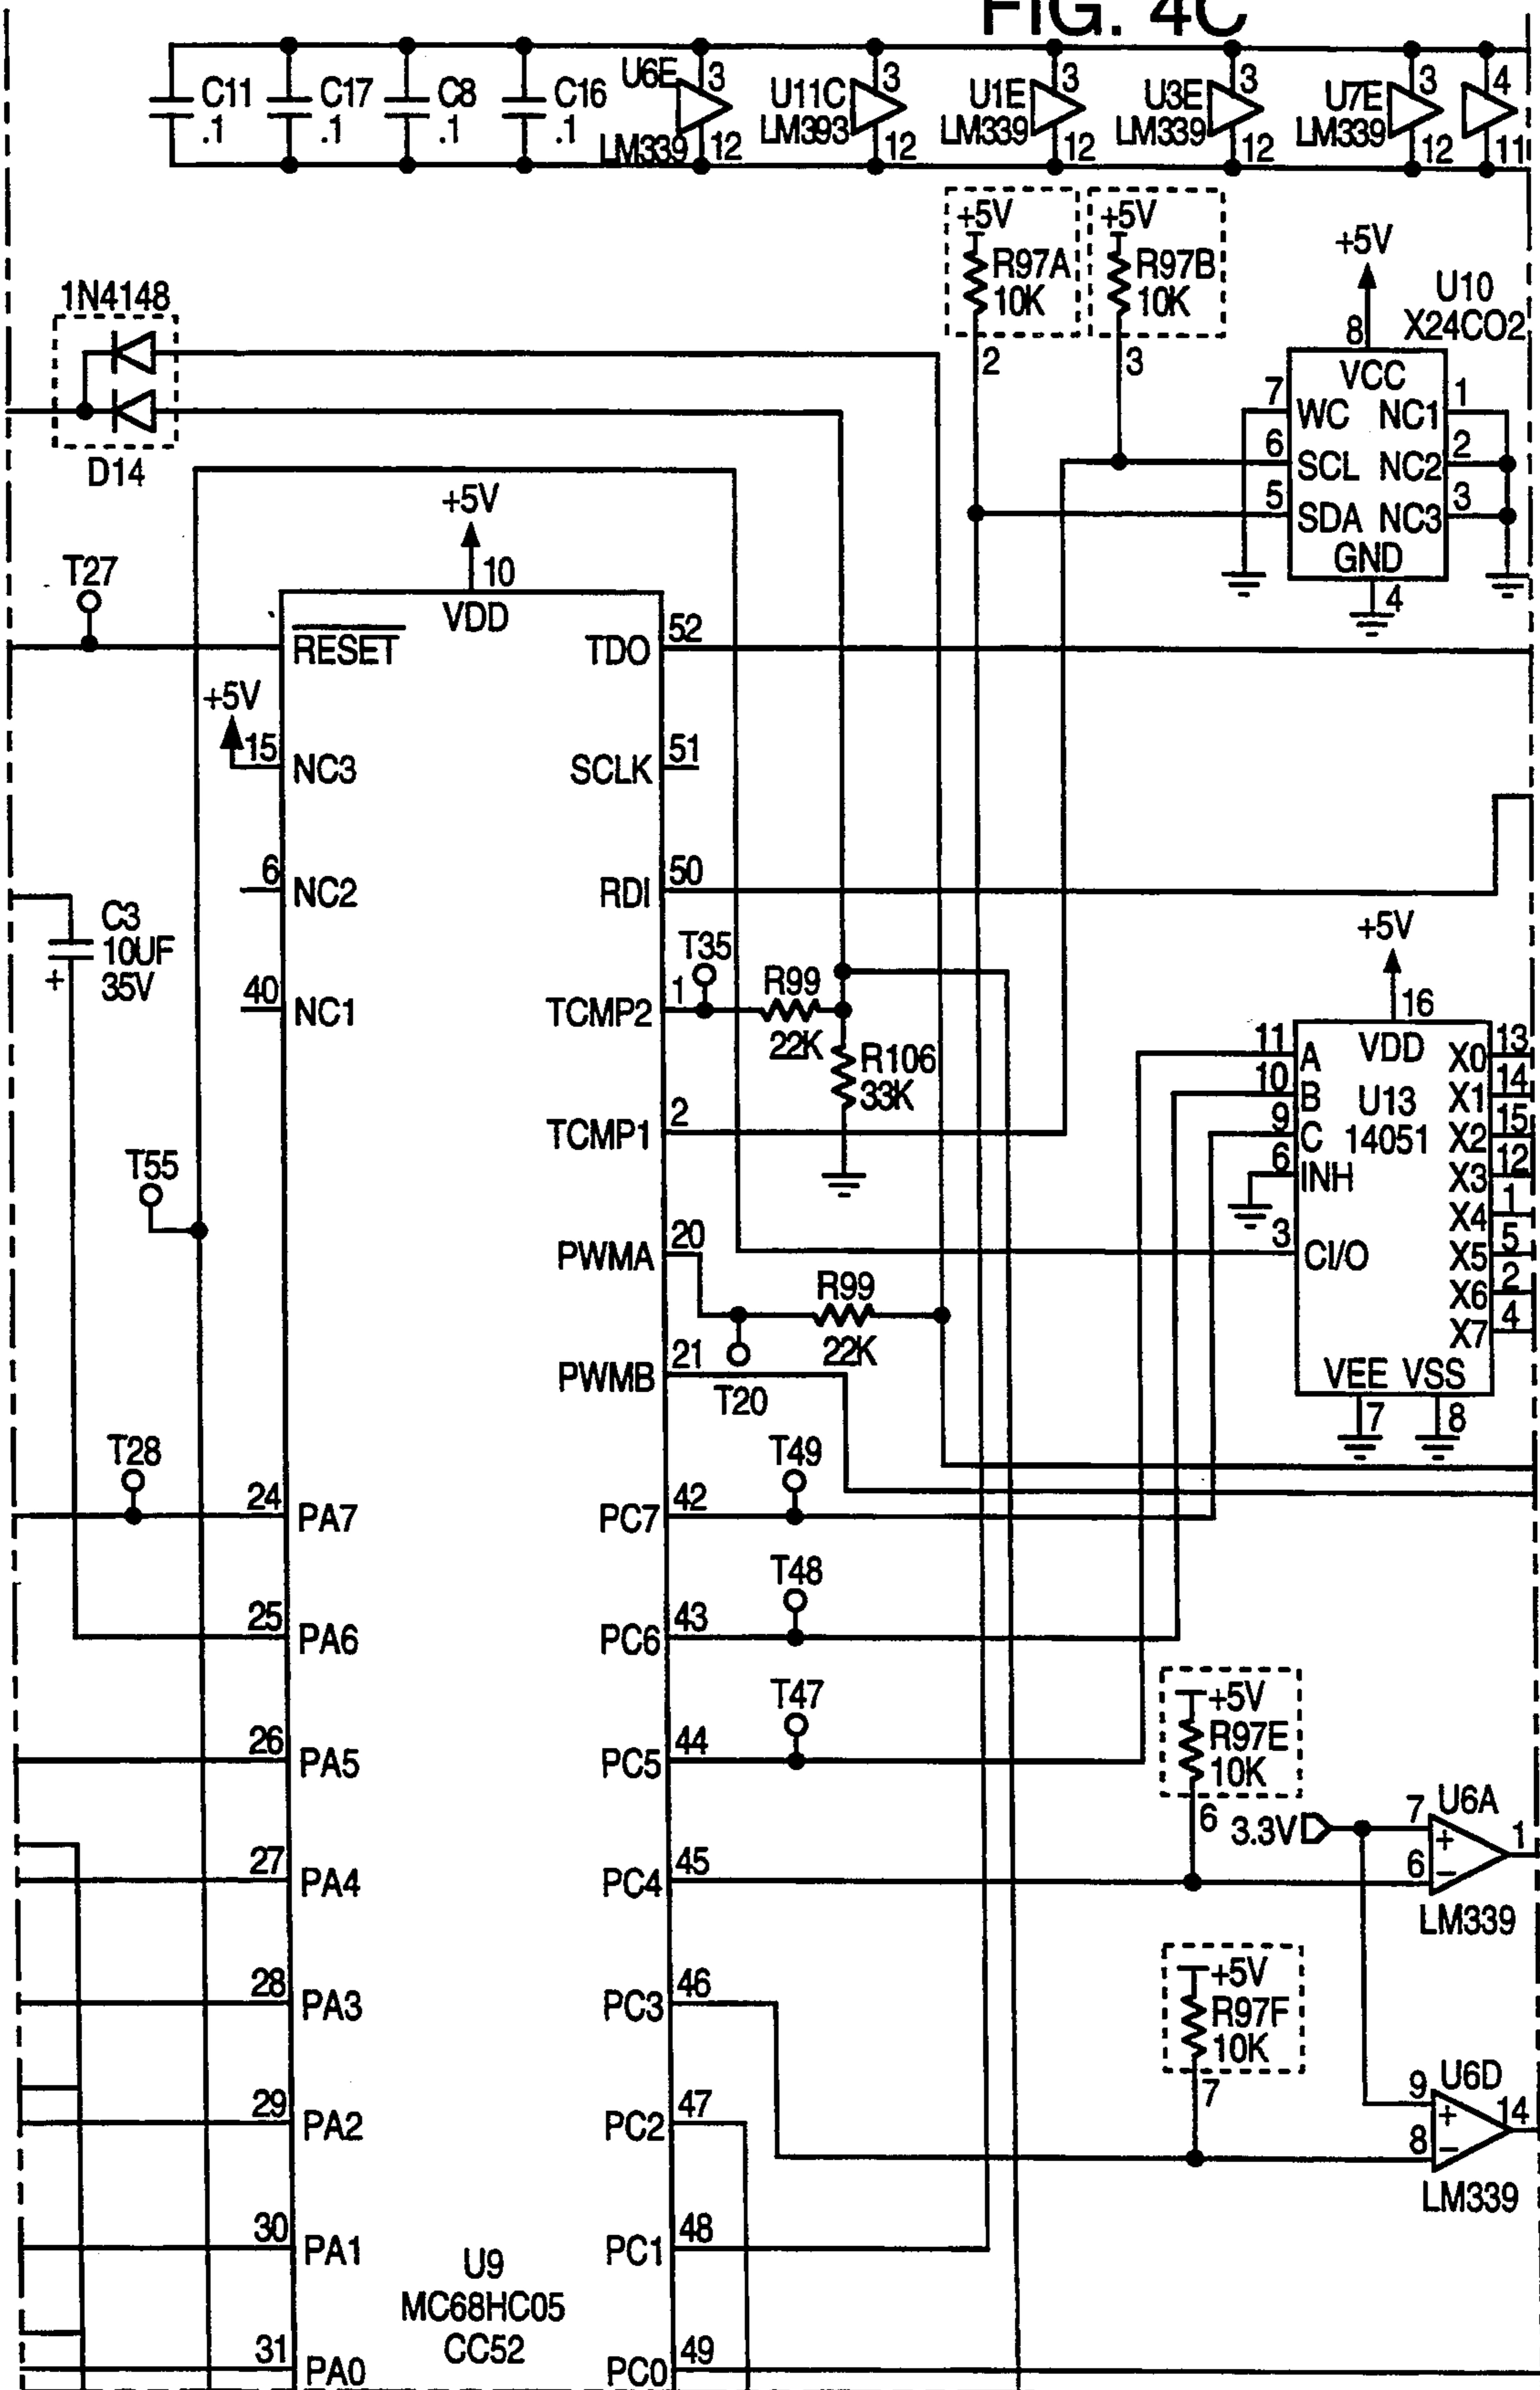 FIG. 4C
C11
.1
C17
.1
C8
.1
C16
.1
U6E
3
LM339
12
U11C
3
LM393
12
U1E
3
LM339
12
U3E
3
LM339
12
U7E
3
LM339
12
4
11
+5V
R97A
10K
2
+5V
R97B
10K
3
+5V
U10
X24CO2
8
VCC
7
WC
NC1
1
6
SCL
NC2
2
5
SDA
NC3
3
GND
4
1N4148
D14
+5V
10
VDD
T27
RESET
TDO
52
+5V
15
NC3
SCLK
51
6
NC2
RDI
50
C3
10UF
35V
+
40
NC1
TCMP2
1
T35
R99
22K
R106
33K
TCMP1
2
T55
PWMA
20
R99
22K
T20
PWMB
21
+5V
16
VDD
U13
14051
11
A
X0
13
10
B
X1
14
9
C
X2
15
6
INH
X3
12
X4
1
3
CI/O
X5
5
X6
2
X7
4
VEE
VSS
7
8
T28
24
PA7
PC7
42
T49
25
PA6
PC6
43
T48
26
PA5
PC5
44
T47
27
PA4
PC4
45
28
PA3
PC3
46
29
PA2
PC2
47
30
PA1
PC1
48
31
PA0
PC0
49
U9
MC68HC05
CC52
+5V
R97E
10K
6
3.3V
7
+
6
−
U6A
1
LM339
+5V
R97F
10K
7
9
+
8
−
U6D
14
LM339